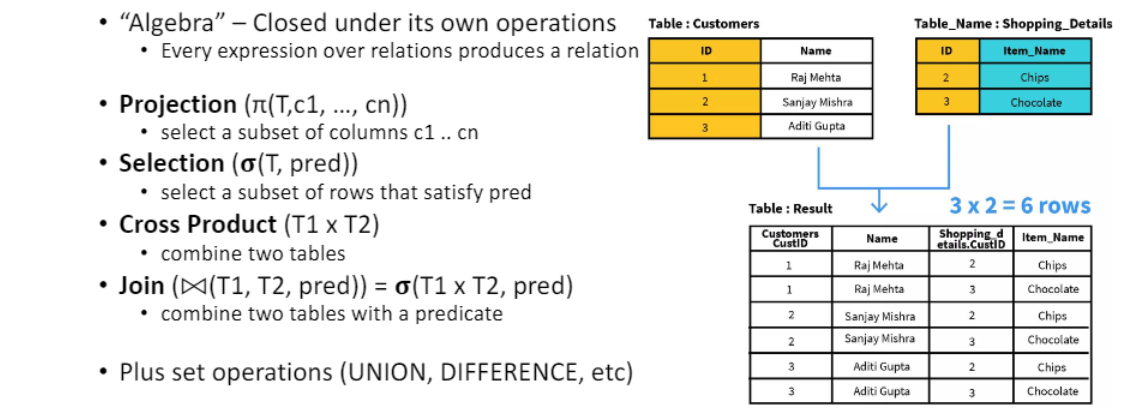 • “Algebra” – Closed under its own operations
• Every expression over relations produces a relation
• Projection (π(T,c1, ..., cn))
• select a subset of columns c1 .. cn
• Selection (σ(T, pred))
• select a subset of rows that satisfy pred
• Cross Product (T1 x T2)
• combine two tables
• Join (⋈(T1, T2, pred)) = σ(T1 x T2, pred)
• combine two tables with a predicate
• Plus set operations (UNION, DIFFERENCE, etc)
Table : Customers
ID Name
1 Raj Mehta
2 Sanjay Mishra
3 Aditi Gupta
Table_Name : Shopping_Details
ID Item_Name
2 Chips
3 Chocolate
3 x 2 = 6 rows
Table : Result
Customers CustID Name Shopping_d etails.CustID Item_Name
1 Raj Mehta 2 Chips
1 Raj Mehta 3 Chocolate
2 Sanjay Mishra 2 Chips
2 Sanjay Mishra 3 Chocolate
3 Aditi Gupta 2 Chips
3 Aditi Gupta 3 Chocolate